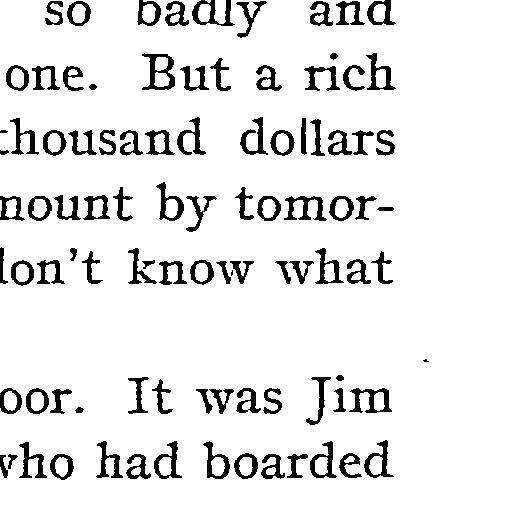 so badly and
one. But a rich
thousand dollars
mount by tomor-
don't know what
oor. It was Jim
who had boarded